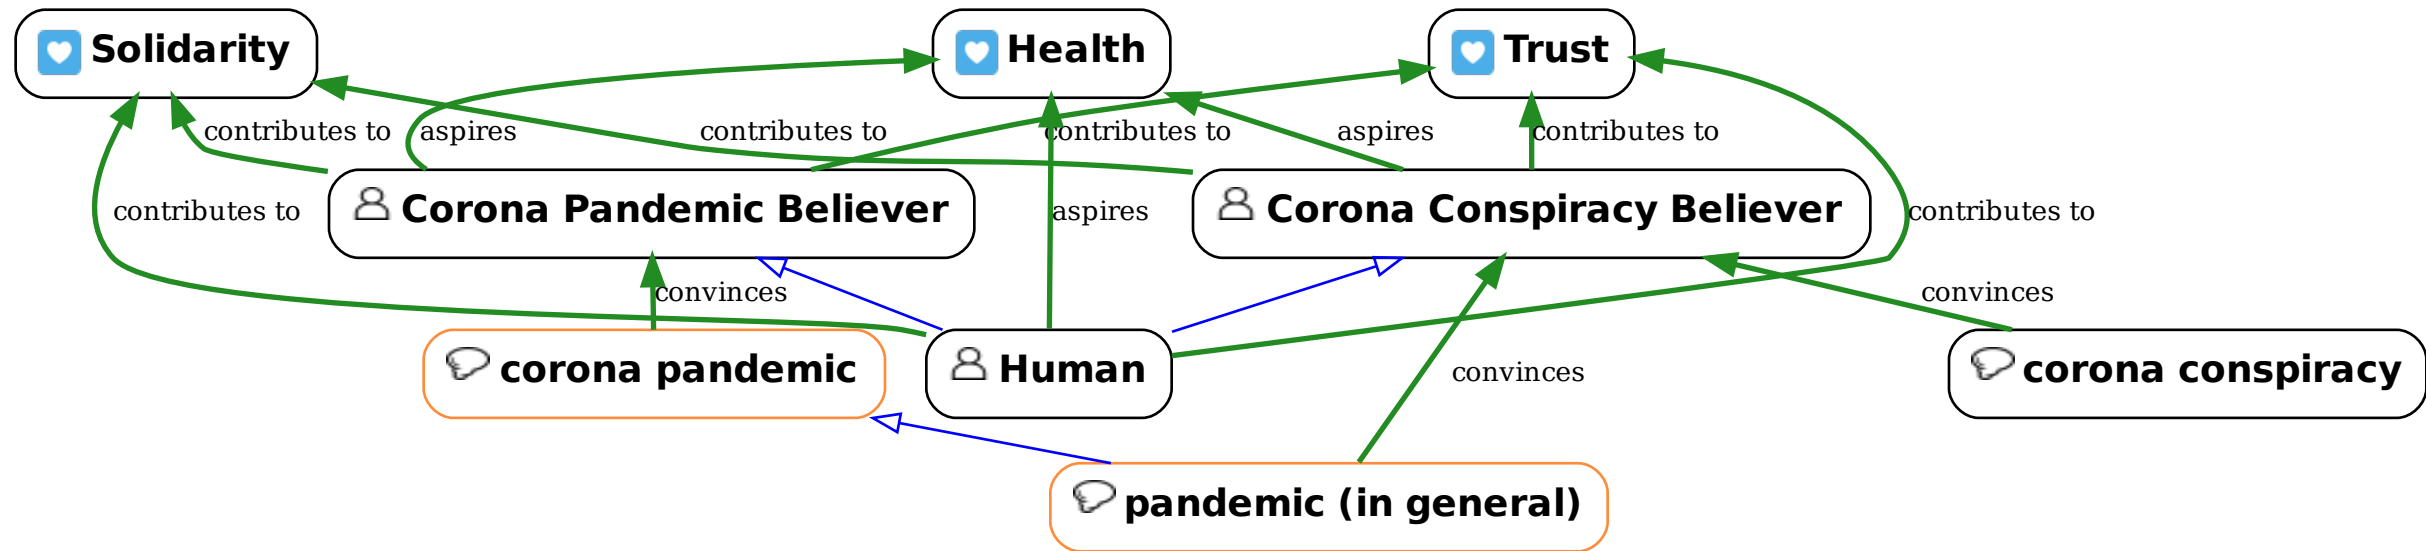 Solidarity
Health
Trust
contributes to
aspires
contributes to
contributes to
aspires
contributes to
contributes to
Corona Pandemic Believer
aspires
Corona Conspiracy Believer
contributes to
convinces
convinces
corona pandemic
Human
convinces
corona conspiracy
pandemic (in general)